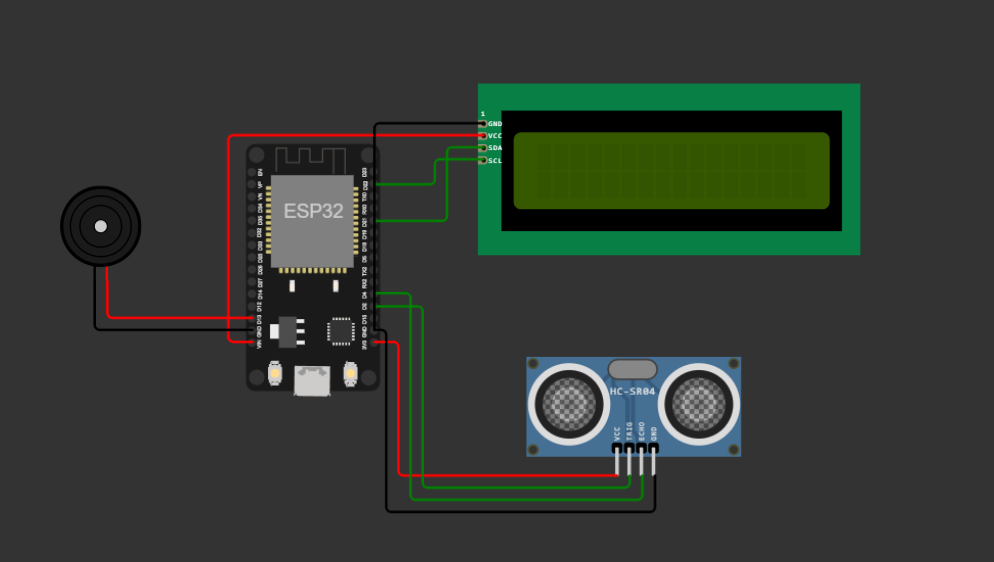 1
GND
VCC
SDA
SCL
ESP32
EN
VP
VN
D34
D35
D32
D33
D25
D26
D27
D14
D12
D13
GND
VIN
D23
D22
TX0
RX0
D21
D19
D18
D5
TX2
RX2
D4
D2
D15
GND
3V3
HC-SR04
VCC
TRIG
ECHO
GND